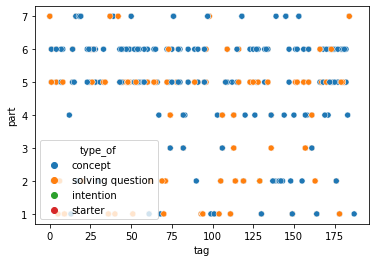 7
6
5
4
3
2
1
part
type_of
concept
solving question
intention
starter
0
25
50
75
100
125
150
175
tag